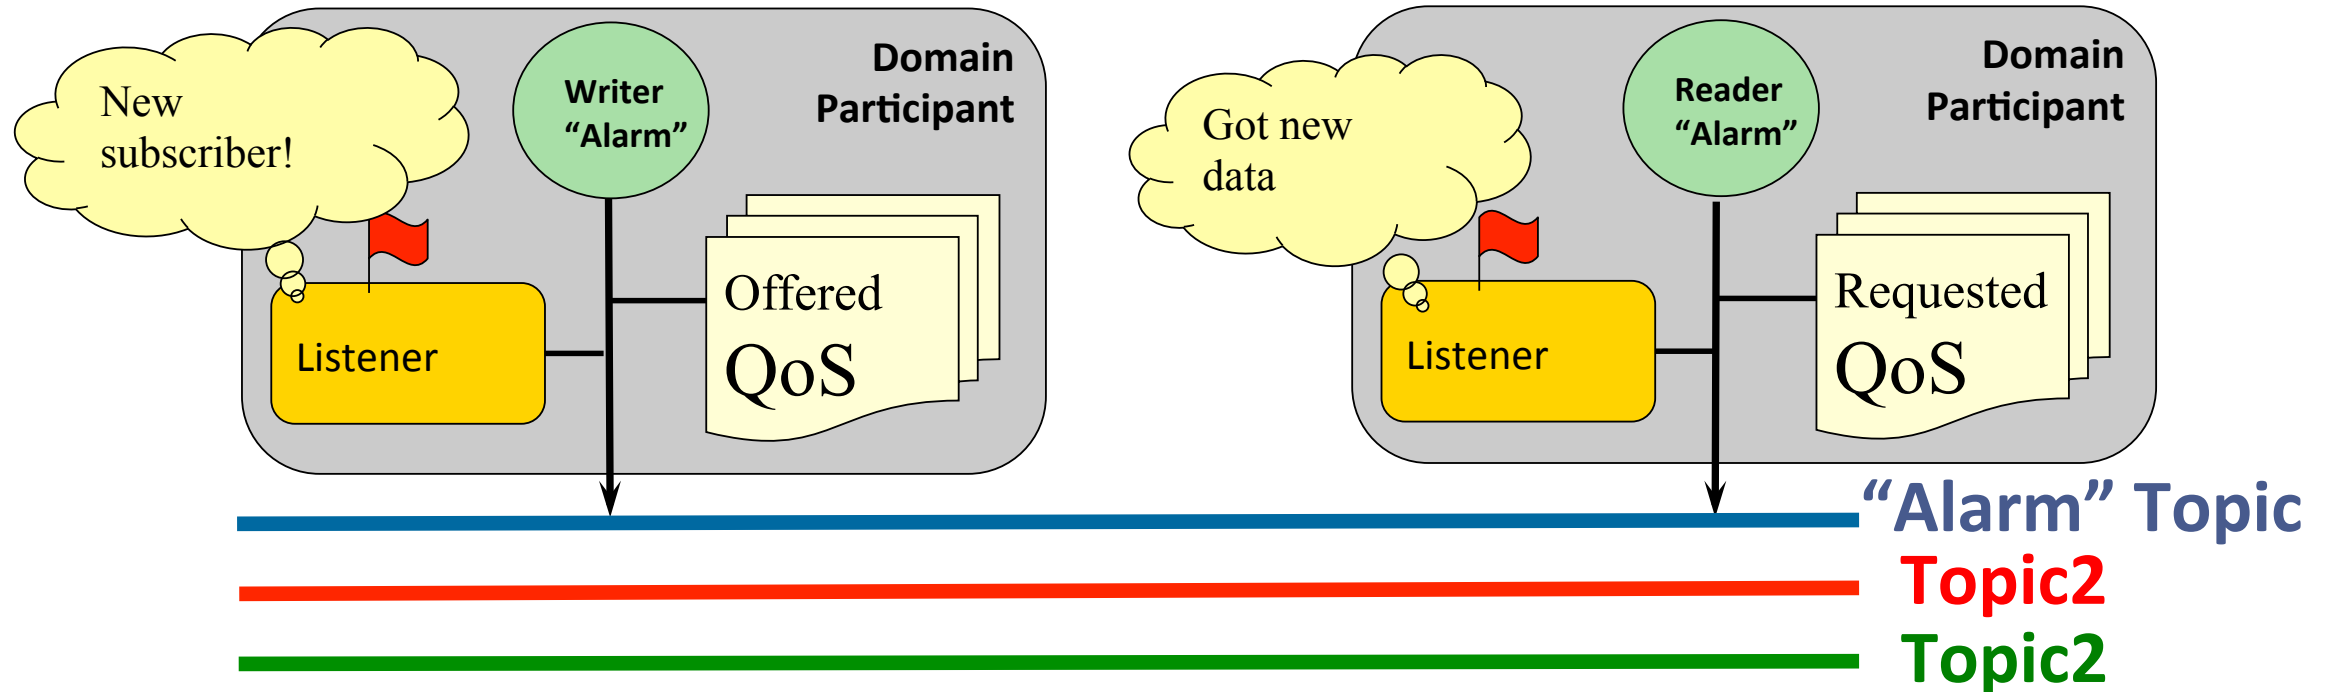 New
subscriber!
Writer
“Alarm”
Domain
Participant
Listener
Offered
QoS
Got new
data
Reader
“Alarm”
Domain
Participant
Listener
Requested
QoS
“Alarm” Topic
Topic2
Topic2